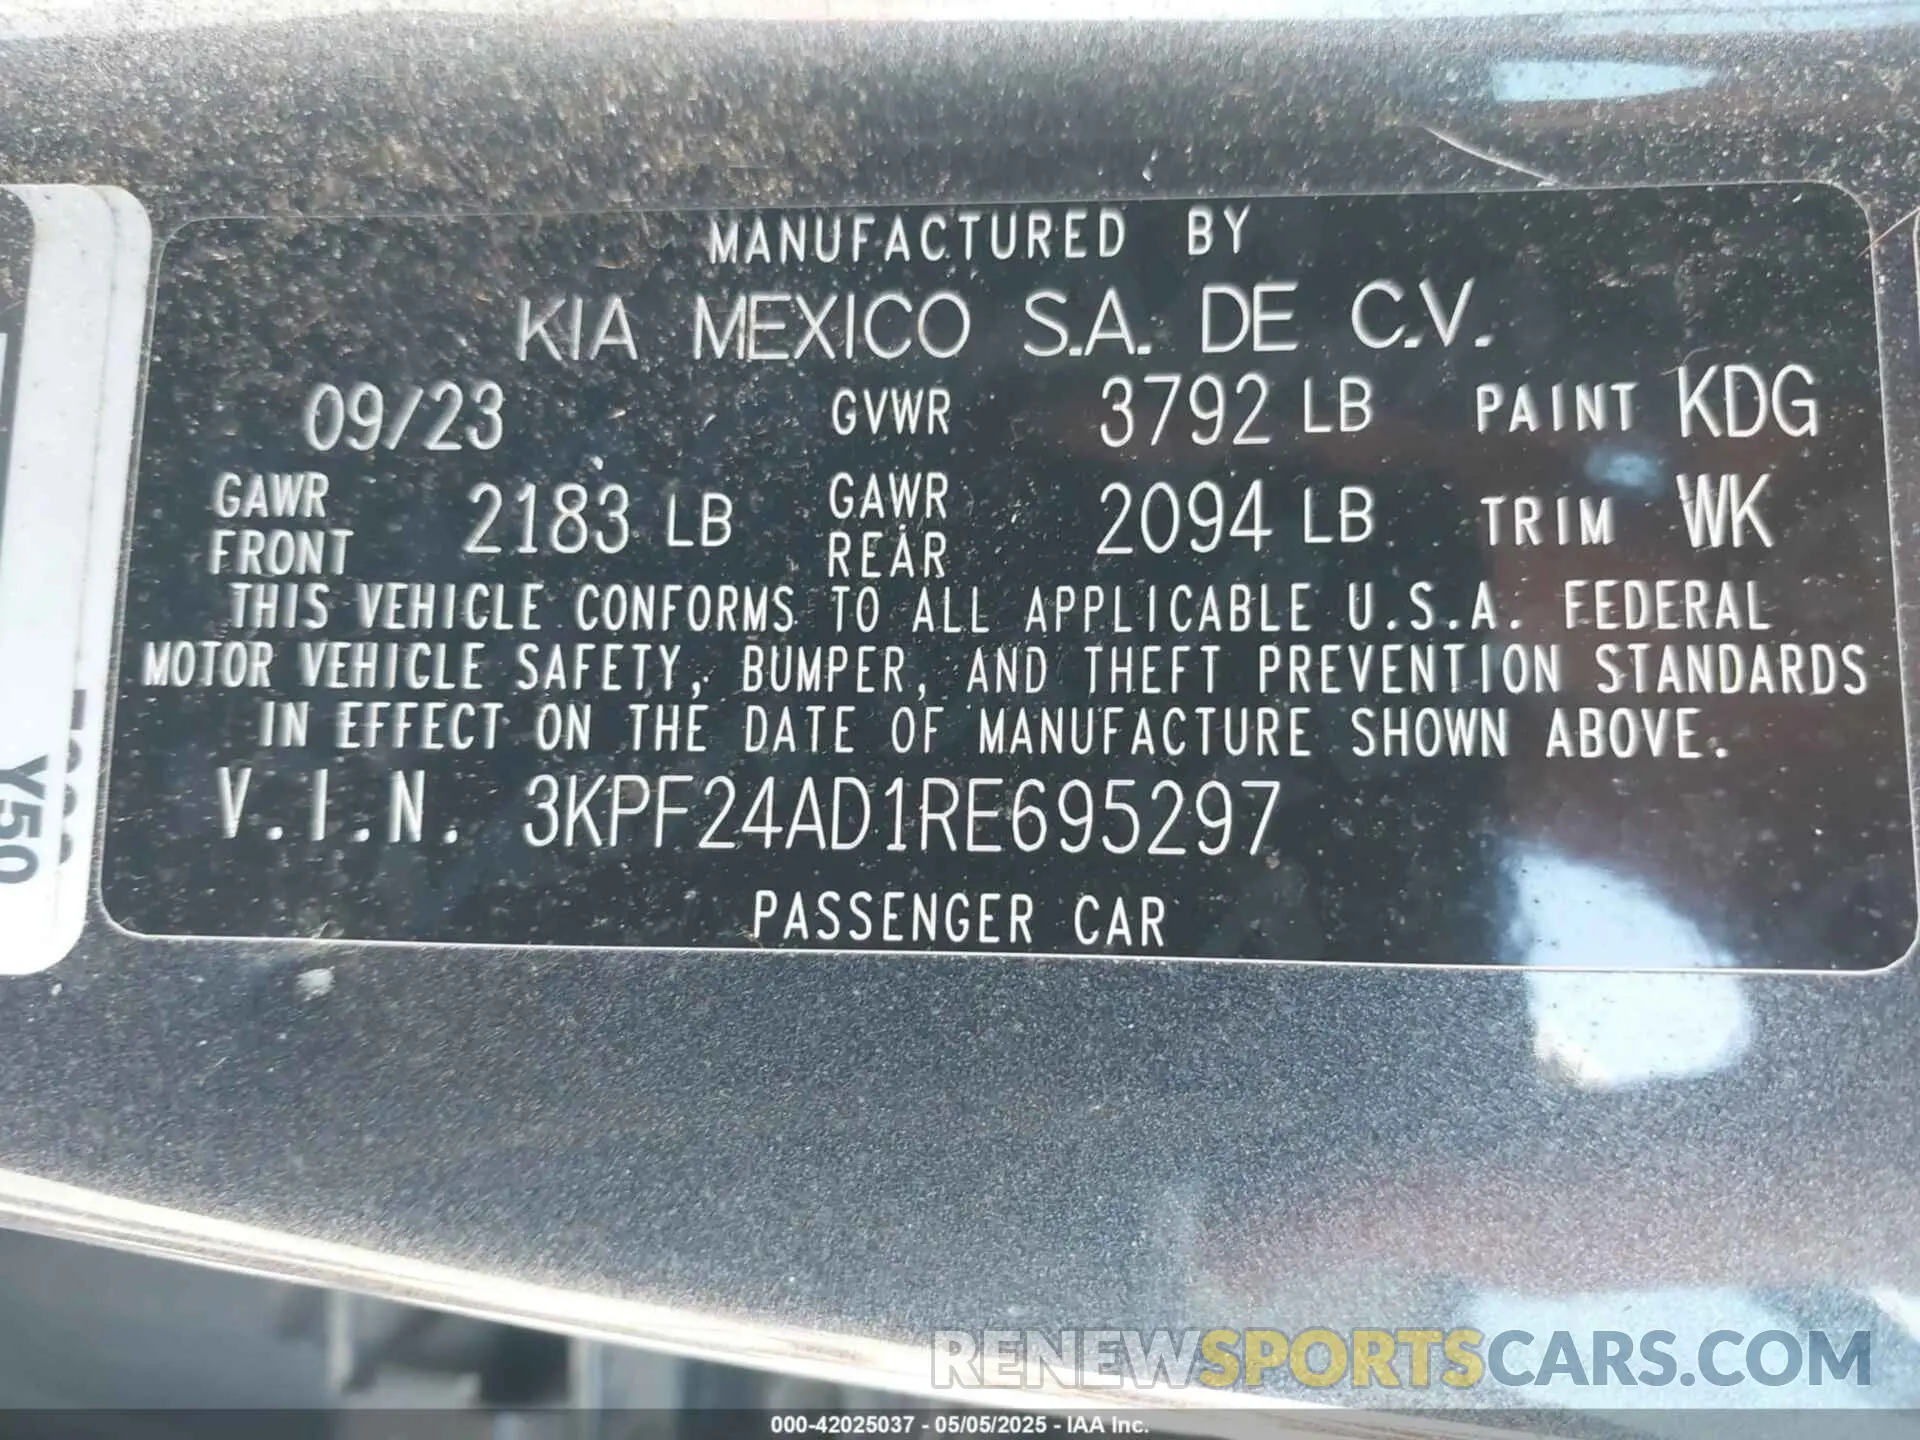 MANUFACTURED BY
KIA MEXICO S.A. DE C.V.
09/23 GVWR 3792 LB PAINT KDG
GAWR FRONT 2183 LB GAWR REAR 2094 LB TRIM WK
THIS VEHICLE CONFORMS TO ALL APPLICABLE U.S.A. FEDERAL
MOTOR VEHICLE SAFETY, BUMPER, AND THEFT PREVENTION STANDARDS
IN EFFECT ON THE DATE OF MANUFACTURE SHOWN ABOVE.
V.I.N. 3KPF24AD1RE695297
PASSENGER CAR
Y50
RENEWSPORTSCARS.COM
000-42025037 - 05/05/2025 - IAA Inc.